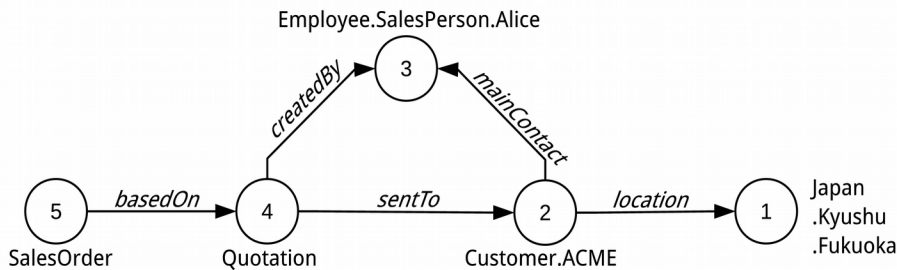 Employee.SalesPerson.Alice
3
createdBy
mainContact
5
basedOn
4
sentTo
2
location
1
Japan
.Kyushu
.Fukuoka
SalesOrder
Quotation
Customer.ACME